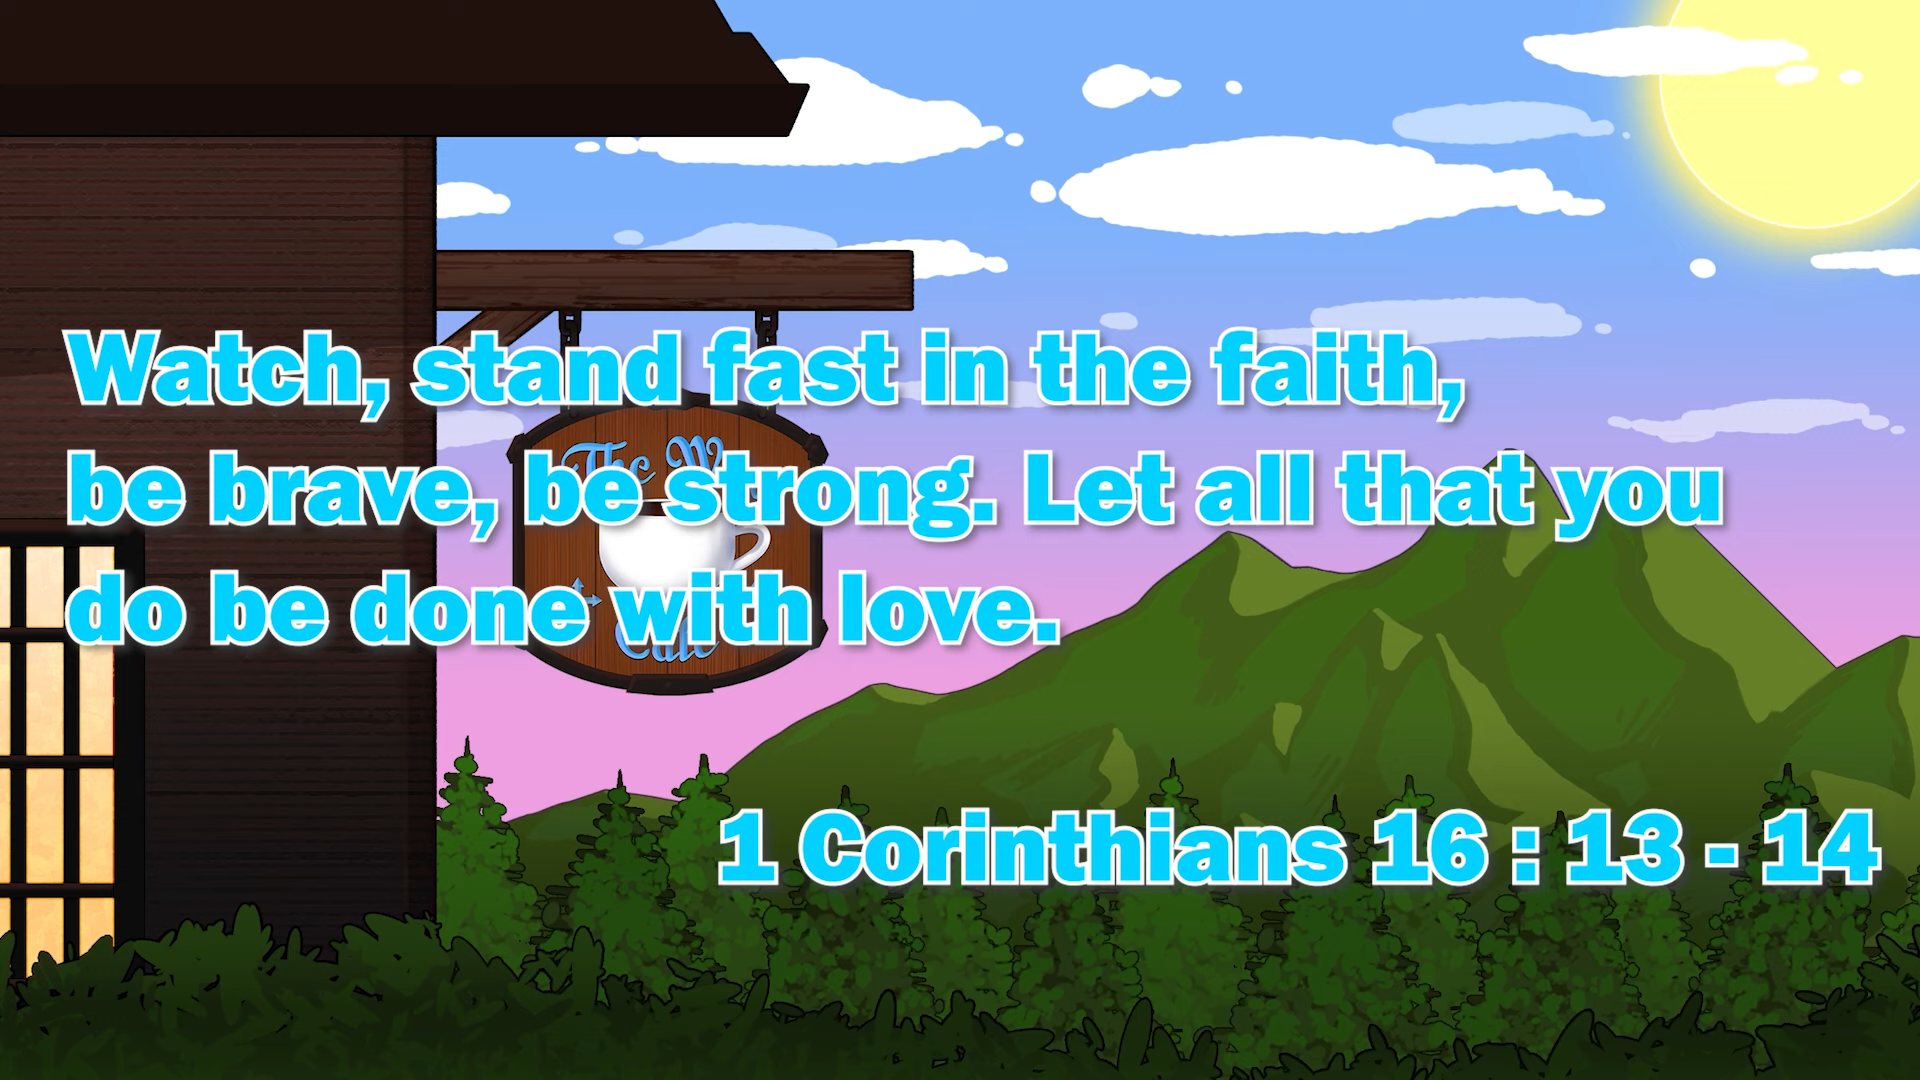 Watch, stand fast in the faith,
be brave, be strong. Let all that you
do be done with love.
1 Corinthians 16 : 13 - 14
The